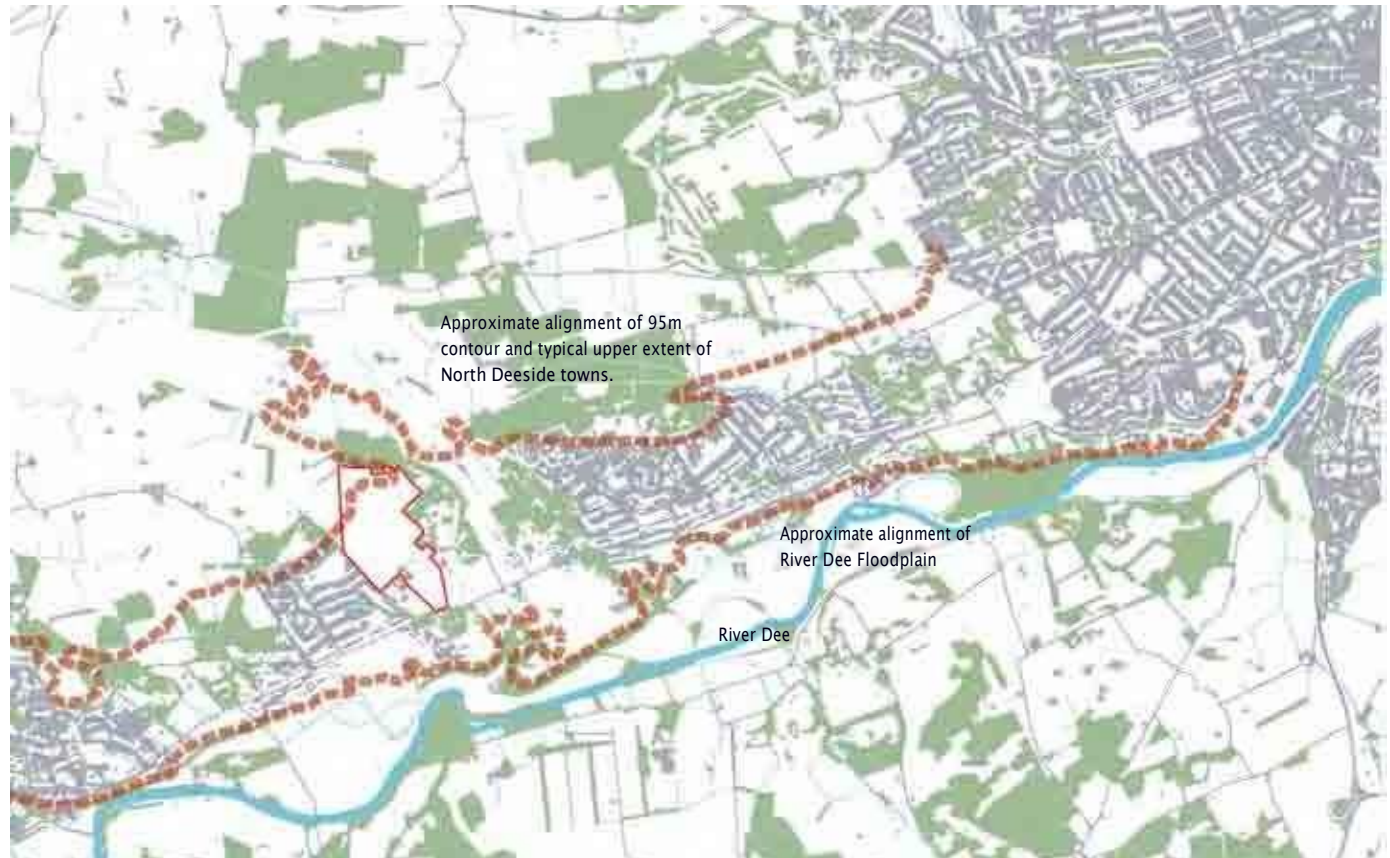 Approximate alignment of 95m
contour and typical upper extent of
North Deeside towns.
Approximate alignment of
River Dee Floodplain
River Dee